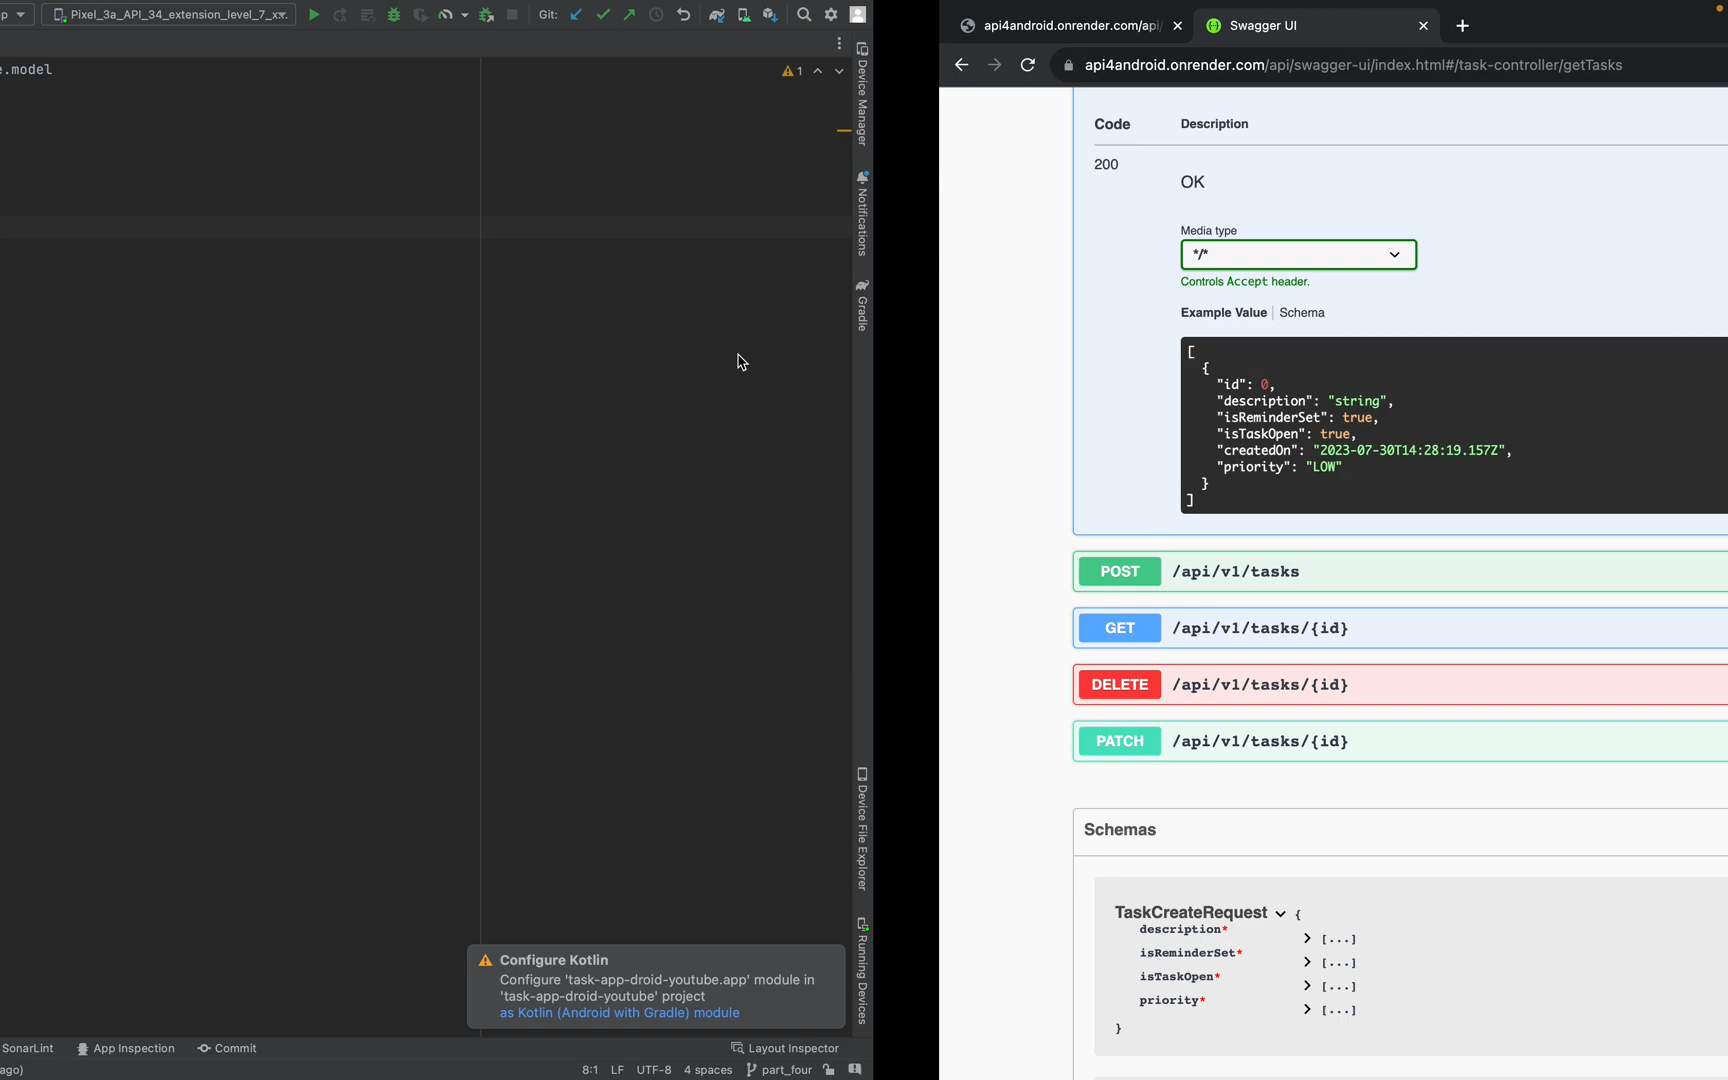 Pixel_3a_API_34_extension_level_7_x
Git:
e.model
1
Device Manager
Notifications
Gradle
Device File Explorer
Running Devices
Configure Kotlin
Configure 'task-app-droid-youtube.app' module in
'task-app-droid-youtube' project
as Kotlin (Android with Gradle) module
SonarLint
App Inspection
Commit
Layout Inspector
ago)
8:1
LF
UTF-8
4 spaces
part_four
api4android.onrender.com/api/
Swagger UI
api4android.onrender.com/api/swagger-ui/index.html#/task-controller/getTasks
Code Description
200
OK
Media type
*/*
Controls Accept header.
Example Value | Schema
[
{
"id": 0,
"description": "string",
"isReminderSet": true,
"isTaskOpen": true,
"createdOn": "2023-07-30T14:28:19.157Z",
"priority": "LOW"
}
]
POST /api/v1/tasks
GET /api/v1/tasks/{id}
DELETE /api/v1/tasks/{id}
PATCH /api/v1/tasks/{id}
Schemas
TaskCreateRequest {
description* [...]
isReminderSet* [...]
isTaskOpen* [...]
priority* [...]
}